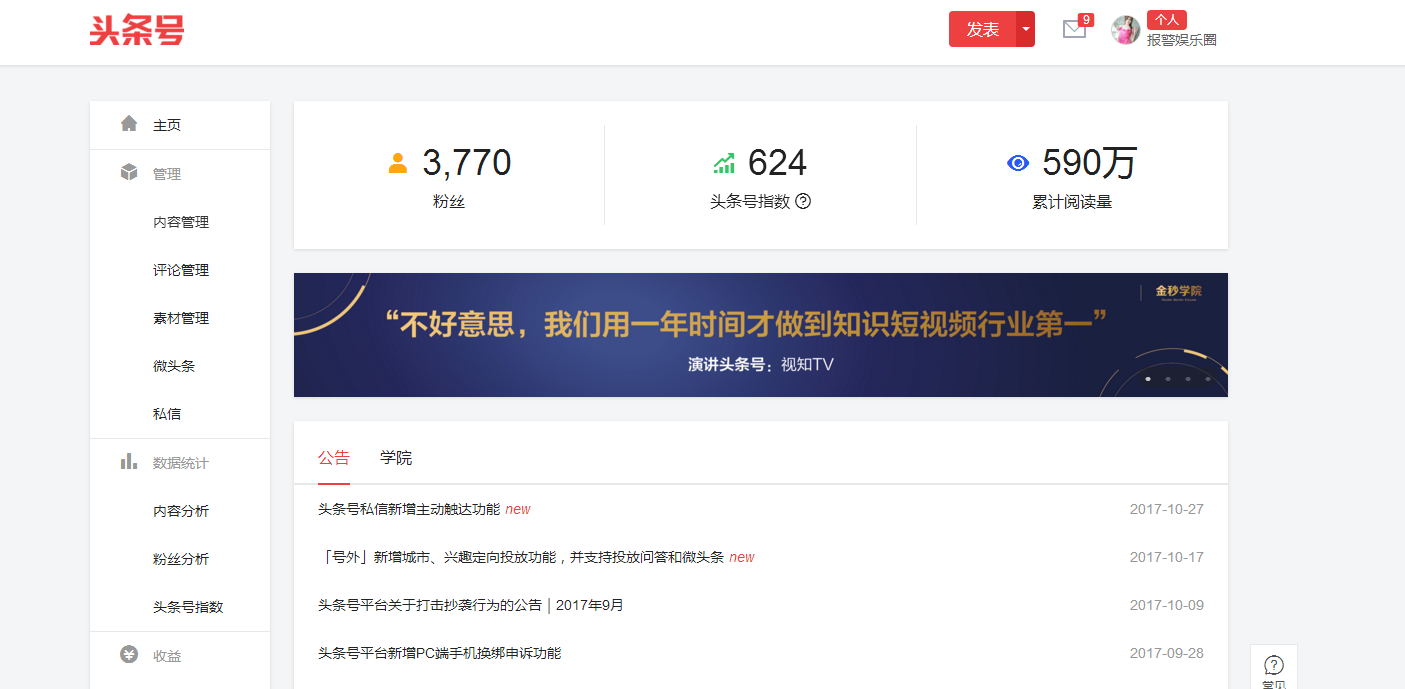 头条号
发表
9
个人
报警娱乐圈
主页
管理
内容管理
评论管理
素材管理
微头条
私信
数据统计
内容分析
粉丝分析
头条号指数
收益
3,770
粉丝
624
头条号指数
590万
累计阅读量
金秒学院
“不好意思，我们用一年时间才做到知识短视频行业第一”
演讲头条号：视知TV
公告 学院
头条号私信新增主动触达功能 new 2017-10-27
「号外」新增城市、兴趣定向投放功能，并支持投放问答和微头条 new 2017-10-17
头条号平台关于打击抄袭行为的公告 | 2017年9月 2017-10-09
头条号平台新增PC端手机换绑申诉功能 2017-09-28
常见